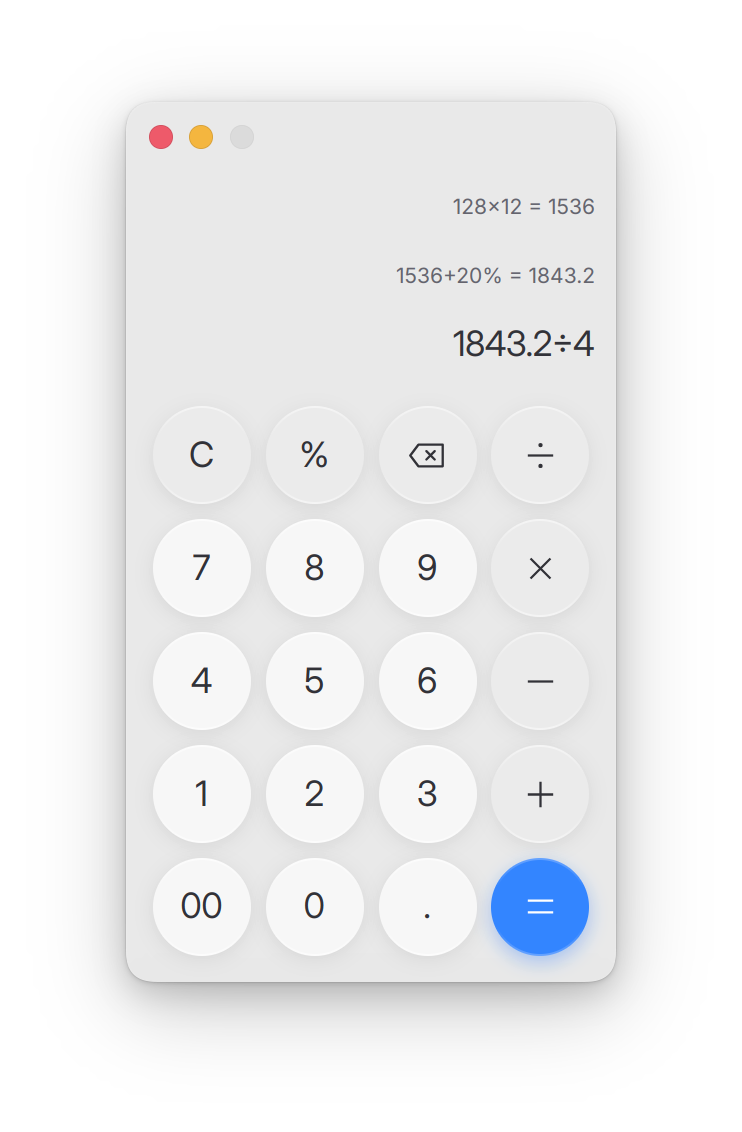 128×12 = 1536
1536+20% = 1843.2
1843.2÷4
C % ÷
7 8 9 ×
4 5 6 −
1 2 3 +
00 0 . =